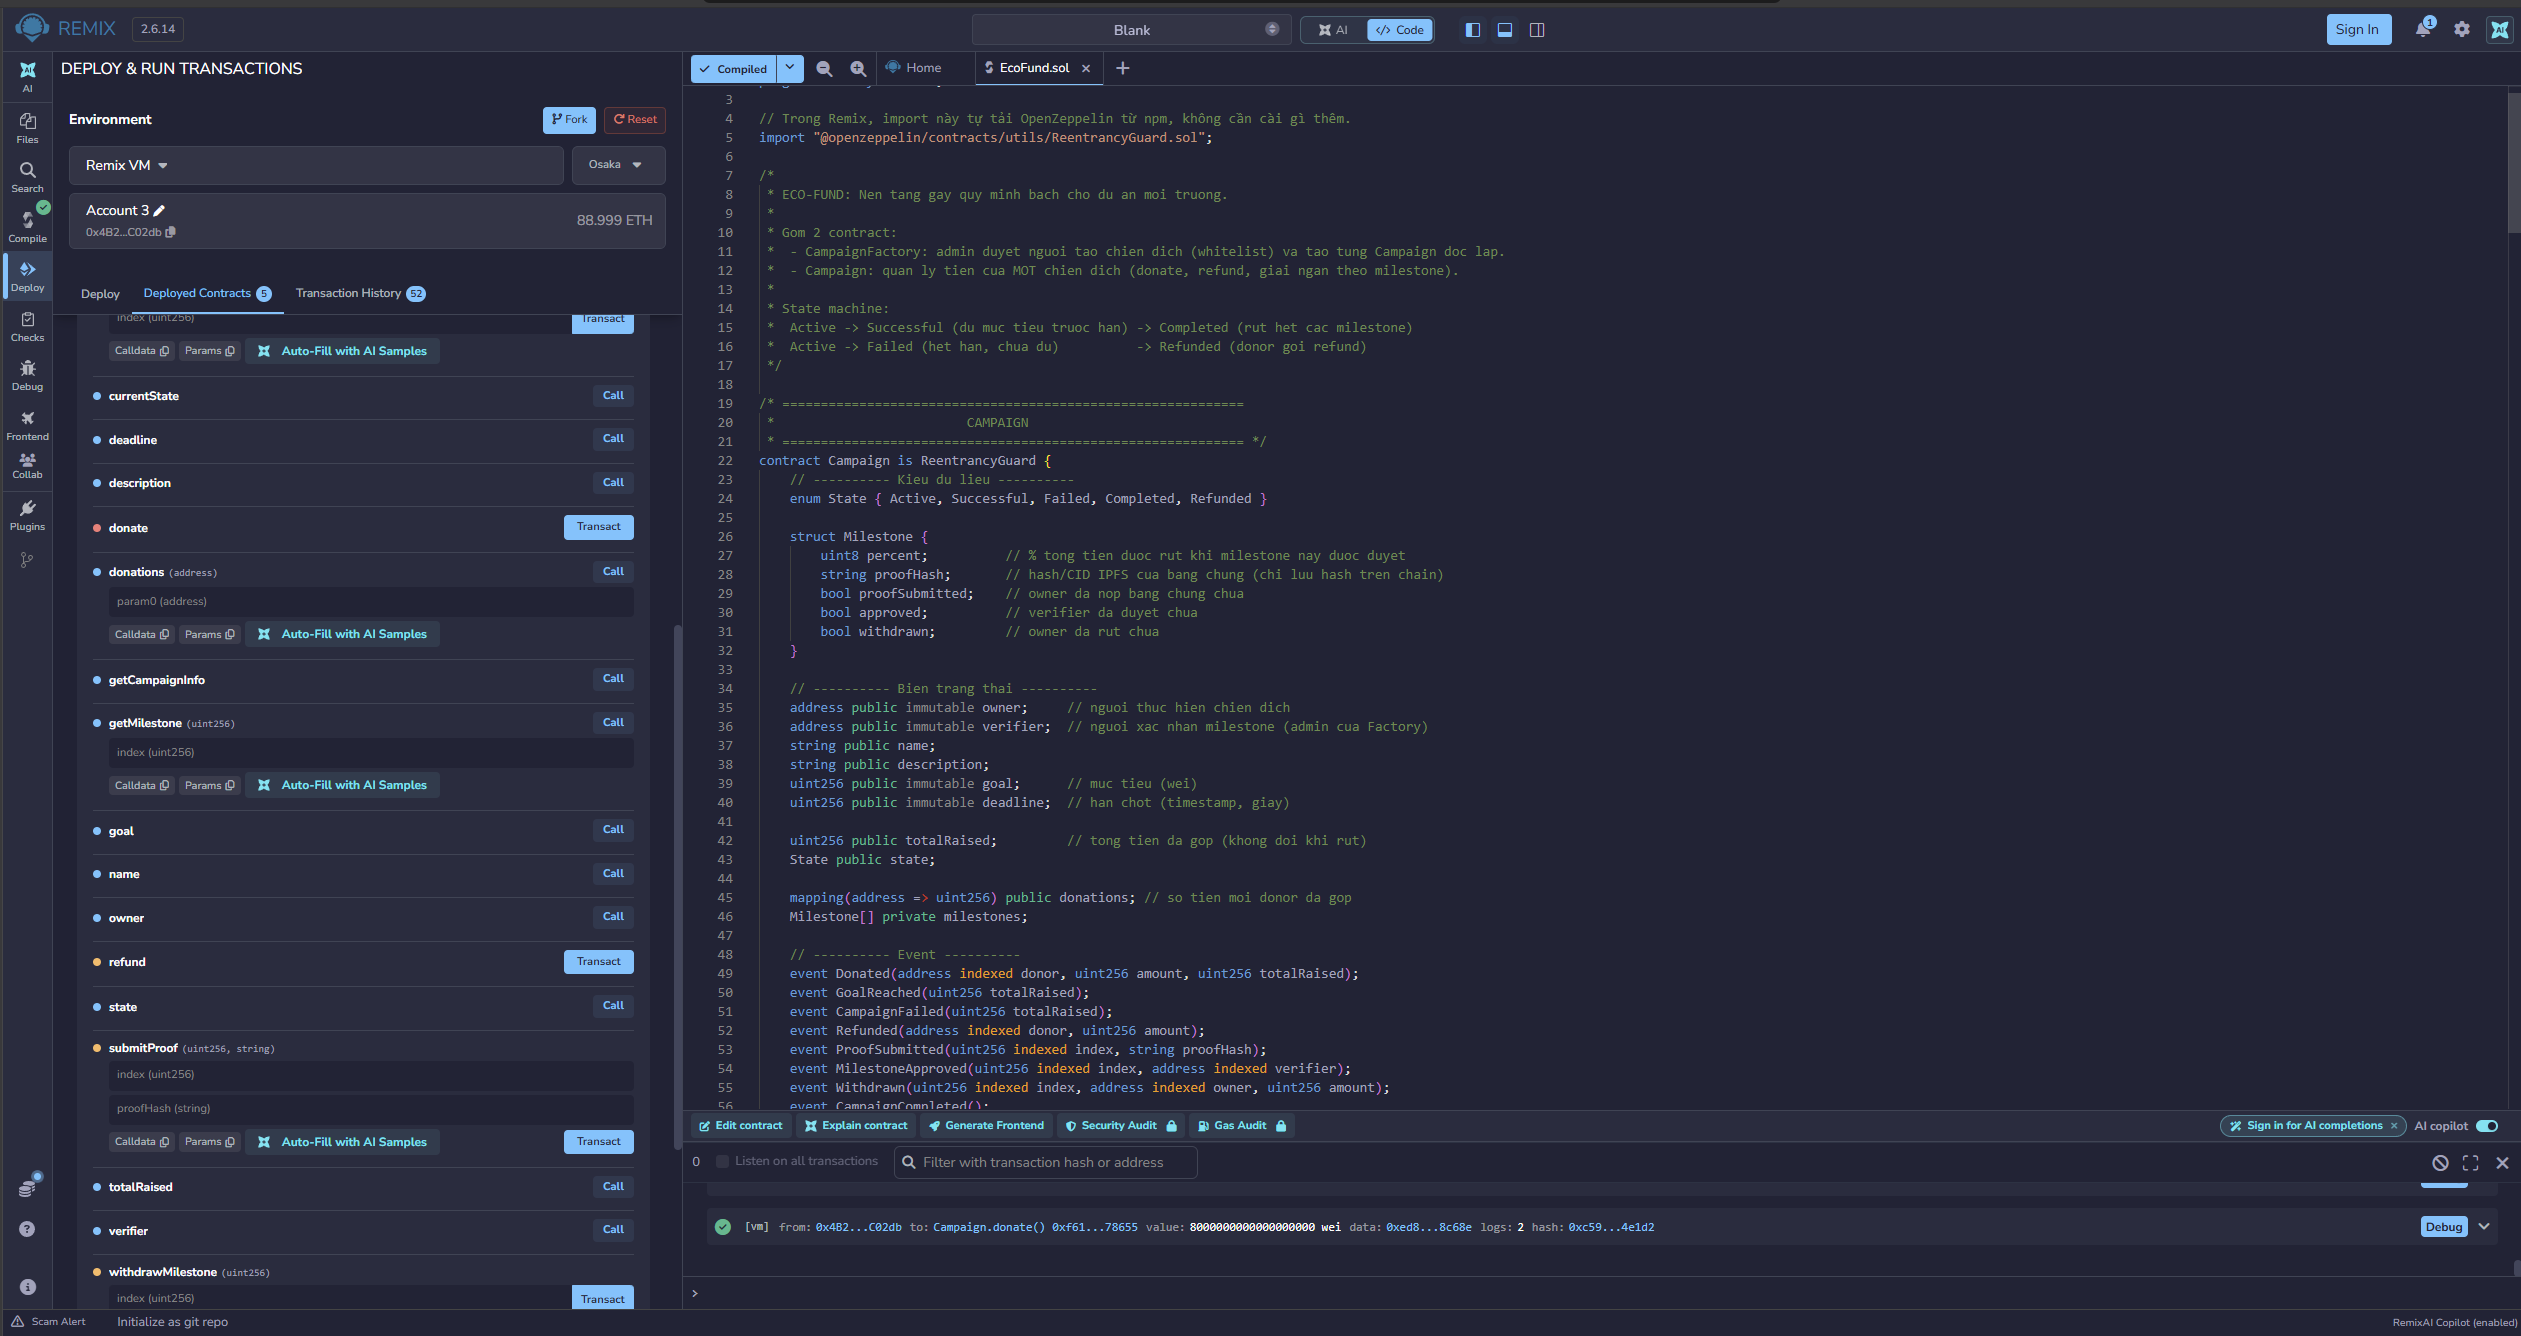 REMIX 2.6.14
Blank
AI
Code
Sign In
1
AI
DEPLOY & RUN TRANSACTIONS
Environment
Fork
Reset
Remix VM
Osaka
Account 3
88.999 ETH
0x4B2...C02db
Deploy
Deployed Contracts 5
Transaction History 52
AI
Files
Search
Compile
Deploy
Checks
Debug
Frontend
Collab
Plugins
index (uint256)
Transact
Calldata Params Auto-Fill with AI Samples
currentState Call
deadline Call
description Call
donate Transact
donations (address) Call
param0 (address)
Calldata Params Auto-Fill with AI Samples
getCampaignInfo Call
getMilestone (uint256) Call
index (uint256)
Calldata Params Auto-Fill with AI Samples
goal Call
name Call
owner Call
refund Transact
state Call
submitProof (uint256, string)
index (uint256)
proofHash (string)
Calldata Params Auto-Fill with AI Samples Transact
totalRaised Call
verifier Call
withdrawMilestone (uint256)
index (uint256) Transact
Compiled
Home
EcoFund.sol
3
4 // Trong Remix, import này tự tải OpenZeppelin từ npm, không cần cài gì thêm.
5 import "@openzeppelin/contracts/utils/ReentrancyGuard.sol";
6
7 /*
8 * ECO-FUND: Nen tang gay quy minh bach cho du an moi truong.
9 *
10 * Gom 2 contract:
11 * - CampaignFactory: admin duyet nguoi tao chien dich (whitelist) va tao tung Campaign doc lap.
12 * - Campaign: quan ly tien cua MOT chien dich (donate, refund, giai ngan theo milestone).
13 *
14 * State machine:
15 * Active -> Successful (du muc tieu truoc han) -> Completed (rut het cac milestone)
16 * Active -> Failed (het han, chua du) -> Refunded (donor goi refund)
17 */
18
19 /* ============================================================
20 * CAMPAIGN
21 * ============================================================ */
22 contract Campaign is ReentrancyGuard {
23 // ---------- Kieu du lieu ----------
24 enum State { Active, Successful, Failed, Completed, Refunded }
25
26 struct Milestone {
27 uint8 percent; // % tong tien duoc rut khi milestone nay duoc duyet
28 string proofHash; // hash/CID IPFS cua bang chung (chi luu hash tren chain)
29 bool proofSubmitted; // owner da nop bang chung chua
30 bool approved; // verifier da duyet chua
31 bool withdrawn; // owner da rut chua
32 }
33
34 // ---------- Bien trang thai ----------
35 address public immutable owner; // nguoi thuc hien chien dich
36 address public immutable verifier; // nguoi xac nhan milestone (admin cua Factory)
37 string public name;
38 string public description;
39 uint256 public immutable goal; // muc tieu (wei)
40 uint256 public immutable deadline; // han chot (timestamp, giay)
41
42 uint256 public totalRaised; // tong tien da gop (khong doi khi rut)
43 State public state;
44
45 mapping(address => uint256) public donations; // so tien moi donor da gop
46 Milestone[] private milestones;
47
48 // ---------- Event ----------
49 event Donated(address indexed donor, uint256 amount, uint256 totalRaised);
50 event GoalReached(uint256 totalRaised);
51 event CampaignFailed(uint256 totalRaised);
52 event Refunded(address indexed donor, uint256 amount);
53 event ProofSubmitted(uint256 indexed index, string proofHash);
54 event MilestoneApproved(uint256 indexed index, address indexed verifier);
55 event Withdrawn(uint256 indexed index, address indexed owner, uint256 amount);
56 event CampaignCompleted();
Edit contract
Explain contract
Generate Frontend
Security Audit
Gas Audit
Sign in for AI completions ×
AI copilot
0 Listen on all transactions
Filter with transaction hash or address
[vm] from: 0x4B2...C02db to: Campaign.donate() 0xf61...78655 value: 8000000000000000000 wei data: 0xed8...8c68e logs: 2 hash: 0xc59...4e1d2
Debug
>
Scam Alert
Initialize as git repo
RemixAI Copilot (enabled)